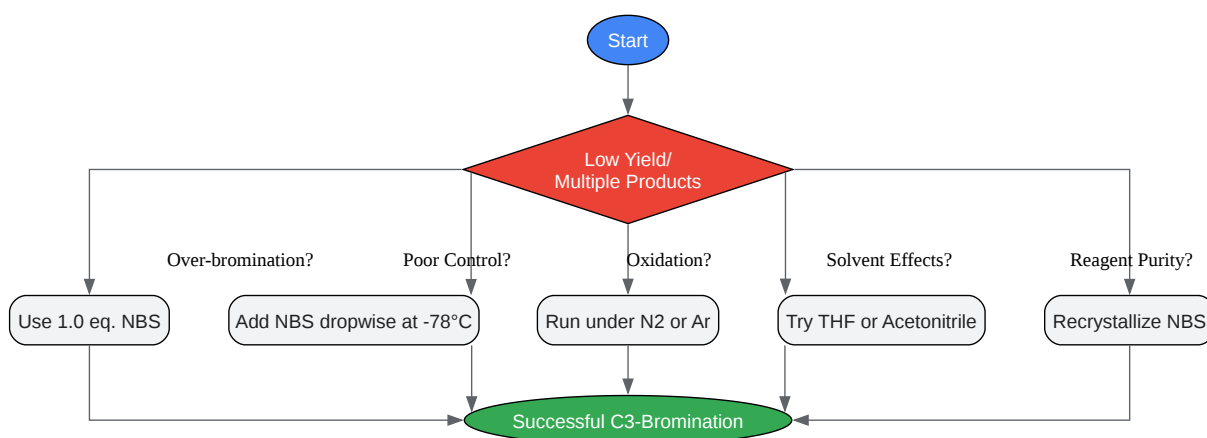 Start
Low Yield/
Multiple Products
Over-bromination?
Poor Control?
Oxidation?
Solvent Effects?
Reagent Purity?
Use 1.0 eq. NBS
Add NBS dropwise at -78°C
Run under N2 or Ar
Try THF or Acetonitrile
Recrystallize NBS
Successful C3-Bromination